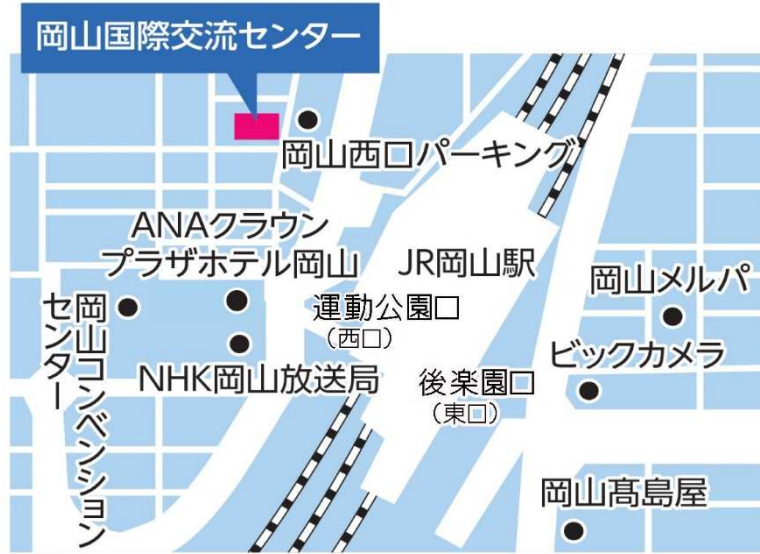 岡山国際交流センター
岡山西口パーキング
ANAクラウン
プラザホテル岡山
JR岡山駅
岡山メルパ
運動公園口
(西口)
岡山コンベンション
センター
ビックカメラ
NHK岡山放送局
後楽園口
(東口)
岡山髙島屋